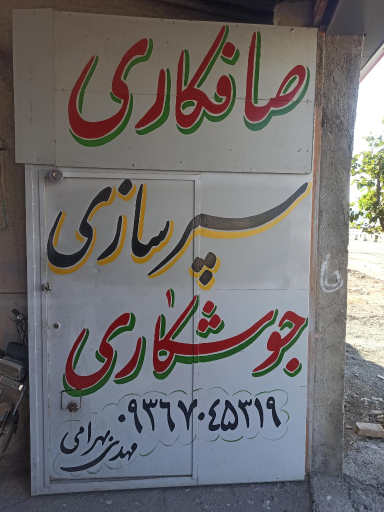 صافکاری
سپرسازی
جوشکاری
۰۹۳۶۷۰۴۵۳۱۹
مهدی بهرامی